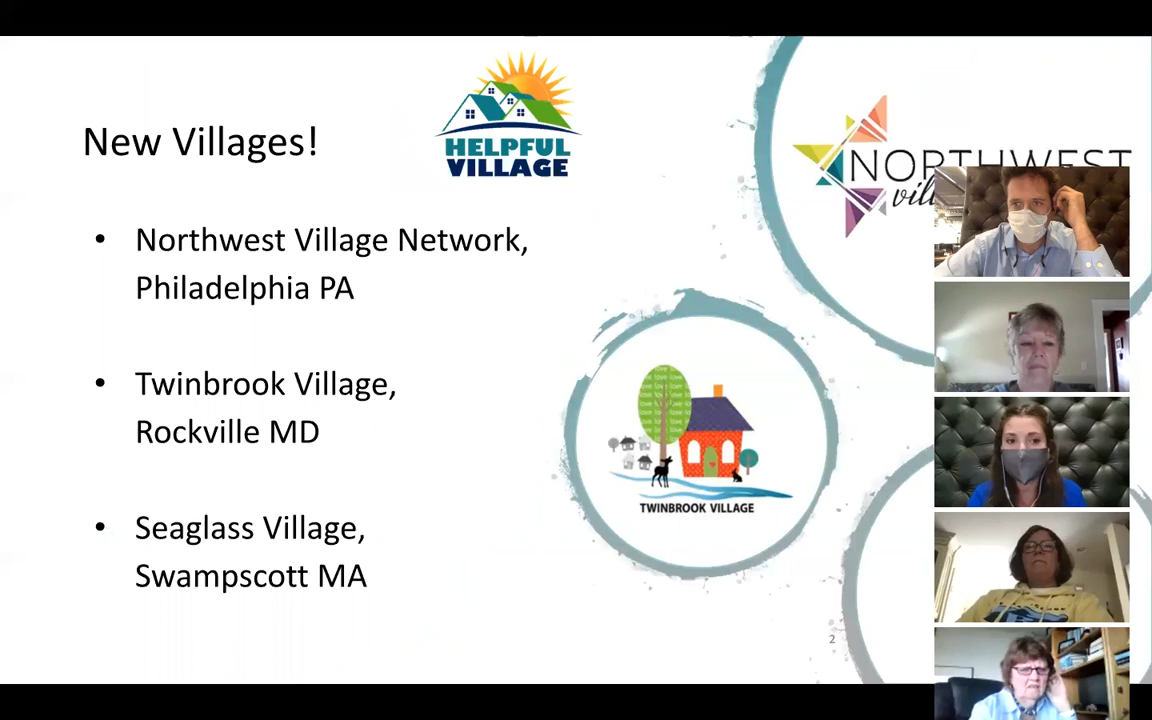 New Villages!
HELPFUL
VILLAGE
NORTHWEST
• Northwest Village Network,
Philadelphia PA
• Twinbrook Village,
Rockville MD
• Seaglass Village,
Swampscott MA
TWINBROOK VILLAGE
2